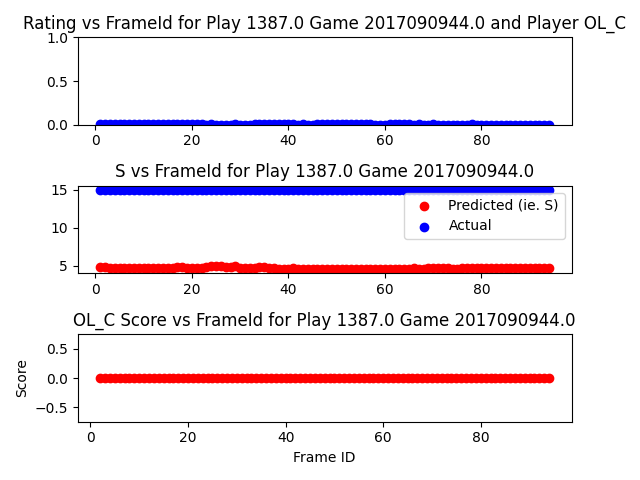 Rating vs FrameId for Play 1387.0 Game 2017090944.0 and Player OL_C
1.0
0.5
0.0
0 20 40 60 80
S vs FrameId for Play 1387.0 Game 2017090944.0
15
10
5
Predicted (ie. S)
Actual
0 20 40 60 80
OL_C Score vs FrameId for Play 1387.0 Game 2017090944.0
Score
0.5
0.0
−0.5
0 20 40 60 80
Frame ID